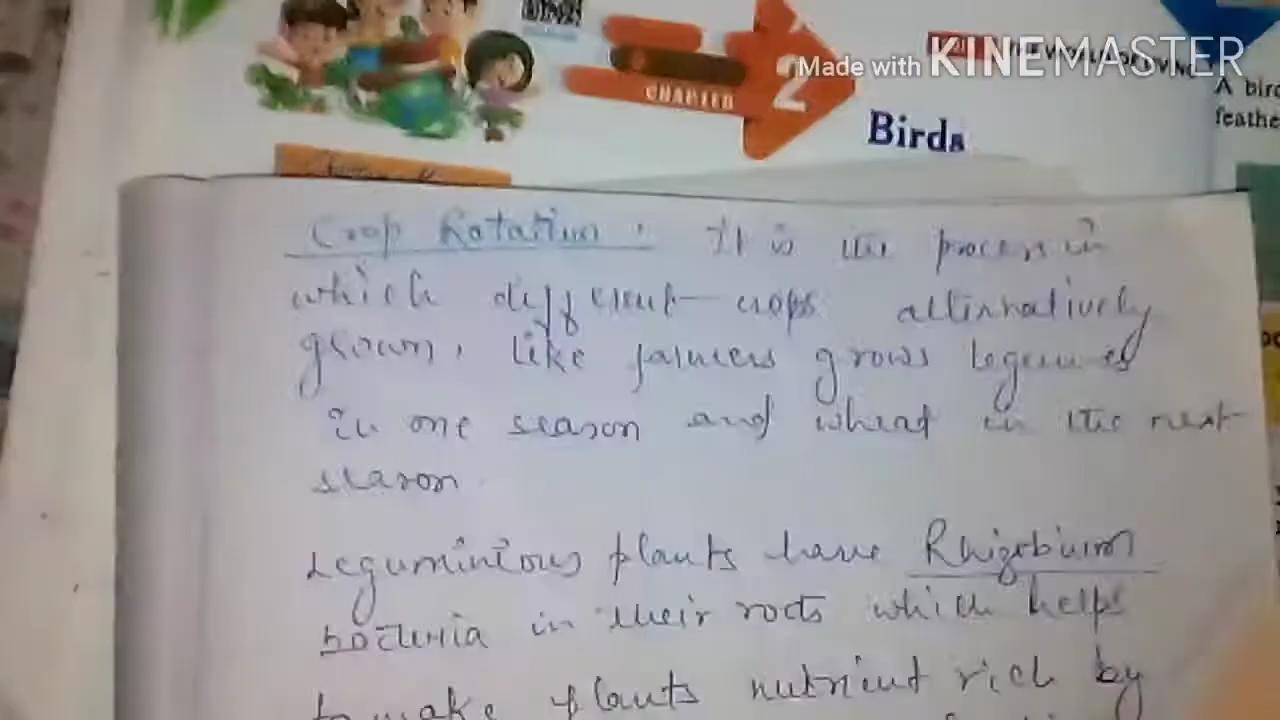 Made with KINEMASTER
CHAPTER 2
Birds
A bird
feathe
Crop Rotation : It is the process in
which different crops alternatively
grown, like farmers grows legumes
in one season and wheat in the next
season.
Leguminious plants have Rhizobium
bacteria in their roots which helps
to make plants nutrient rich by